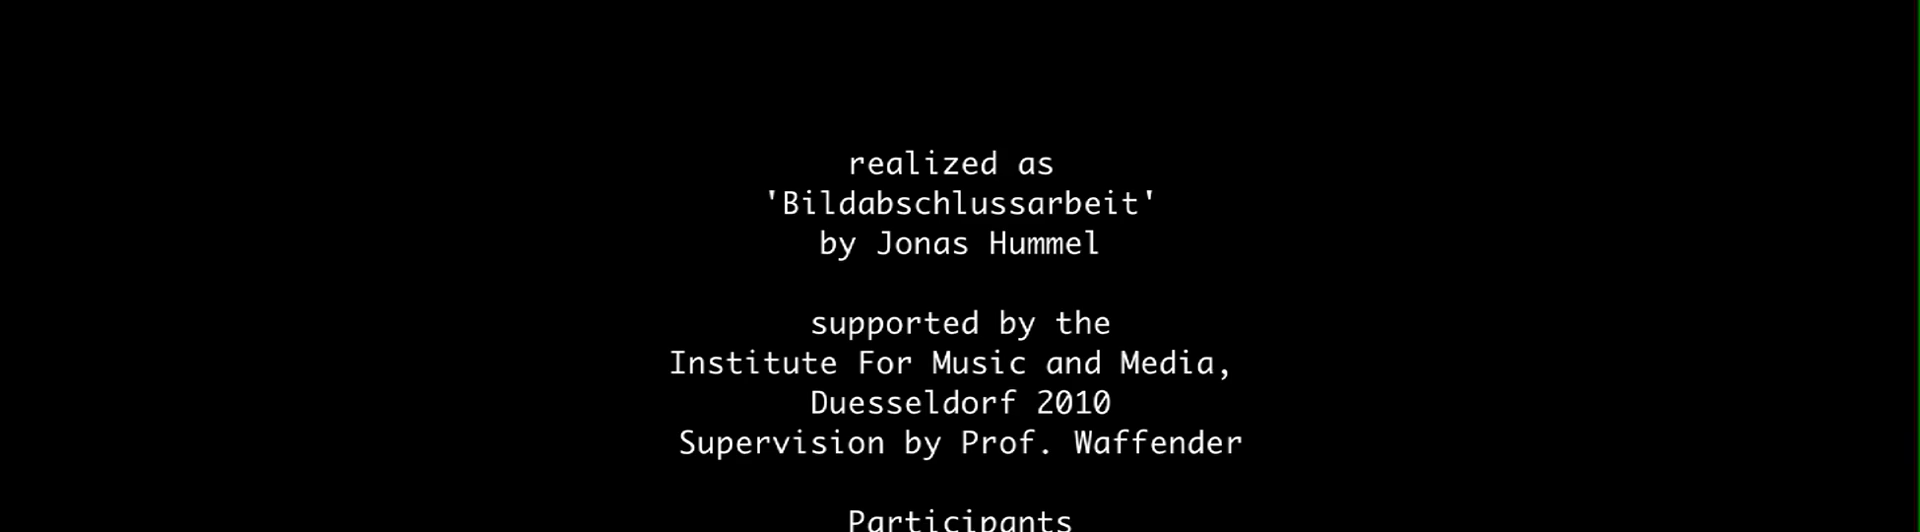 realized as
'Bildabschlussarbeit'
by Jonas Hummel
supported by the
Institute For Music and Media,
Duesseldorf 2010
Supervision by Prof. Waffender
Participants